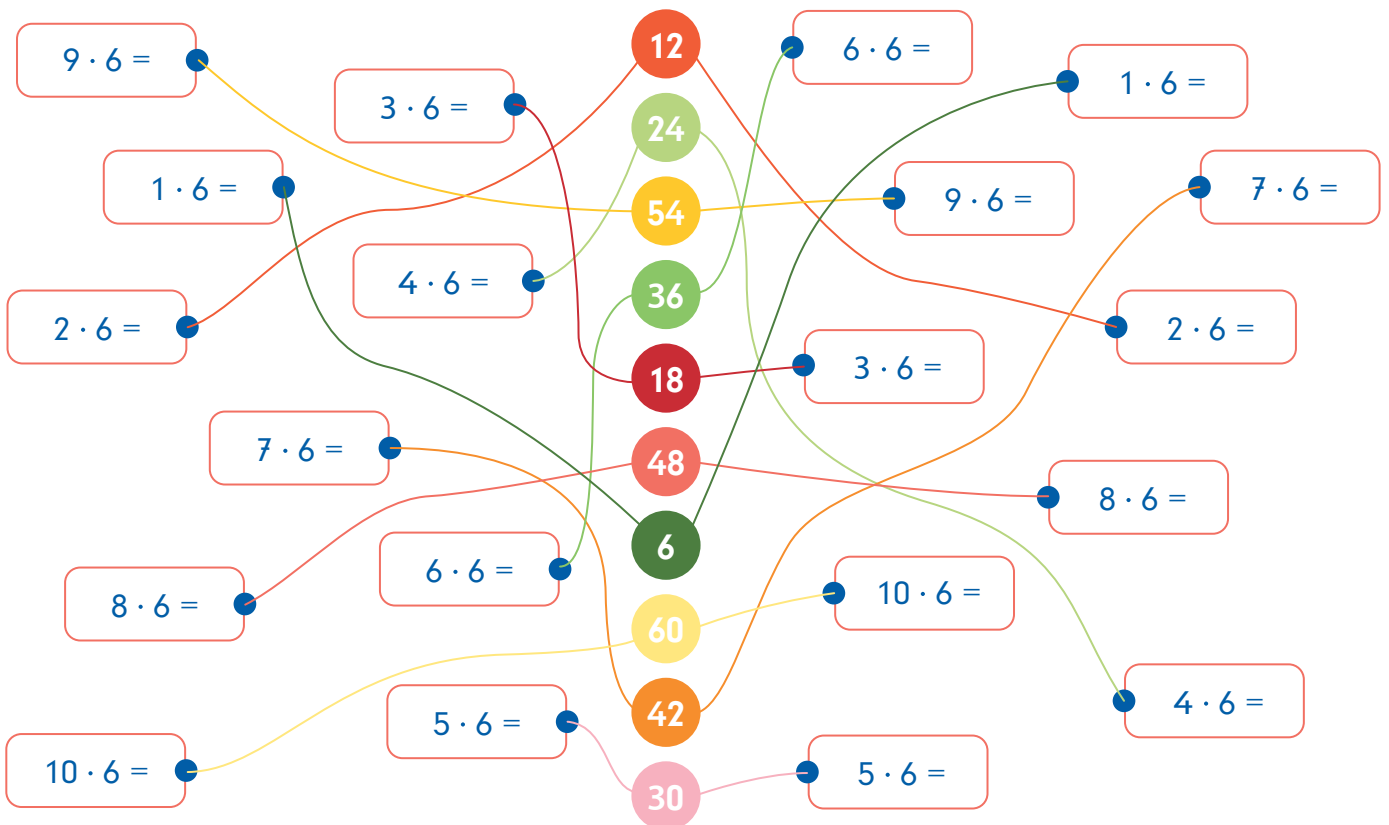 9 · 6 =
3 · 6 =
1 · 6 =
4 · 6 =
2 · 6 =
7 · 6 =
6 · 6 =
8 · 6 =
5 · 6 =
10 · 6 =
12
24
54
36
18
48
6
60
42
30
6 · 6 =
1 · 6 =
9 · 6 =
7 · 6 =
2 · 6 =
3 · 6 =
8 · 6 =
10 · 6 =
4 · 6 =
5 · 6 =